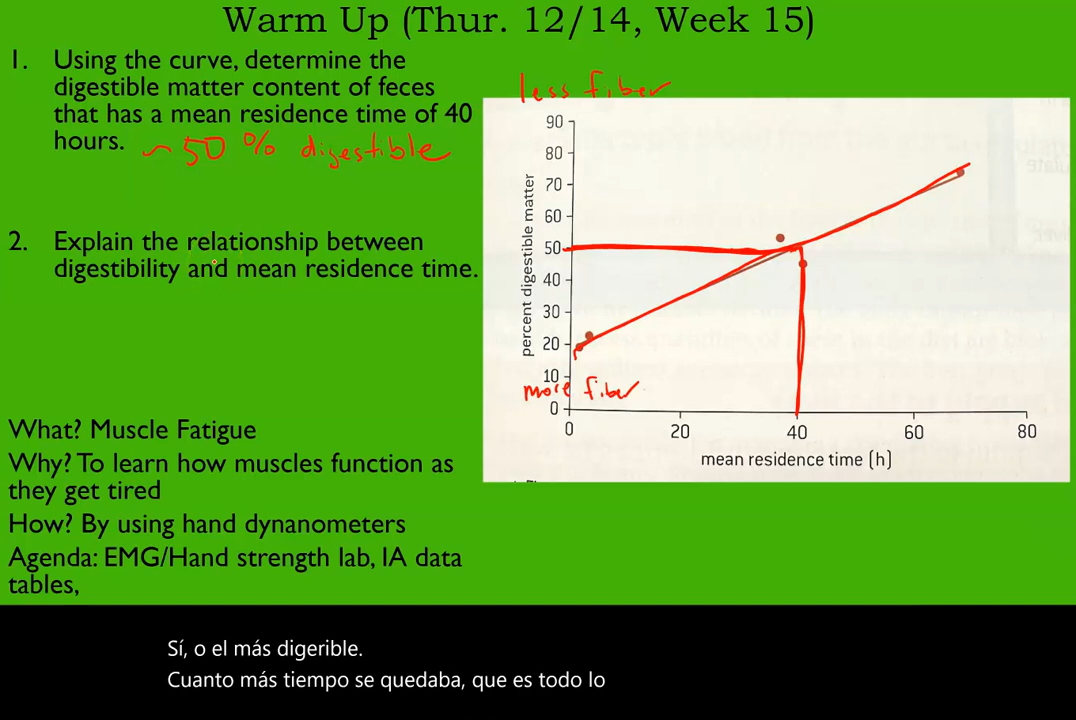 Warm Up (Thur. 12/14, Week 15)
1. Using the curve, determine the
digestible matter content of feces
that has a mean residence time of 40
hours.
~ 50 % digestible
2. Explain the relationship between
digestibility and mean residence time.
less fiber
90
80
70
60
50
40
30
20
10
0
percent digestible matter
more fiber
0 20 40 60 80
mean residence time (h)
What? Muscle Fatigue
Why? To learn how muscles function as
they get tired
How? By using hand dynanometers
Agenda: EMG/Hand strength lab, IA data
tables,
Sí, o el más digerible.
Cuanto más tiempo se quedaba, que es todo lo